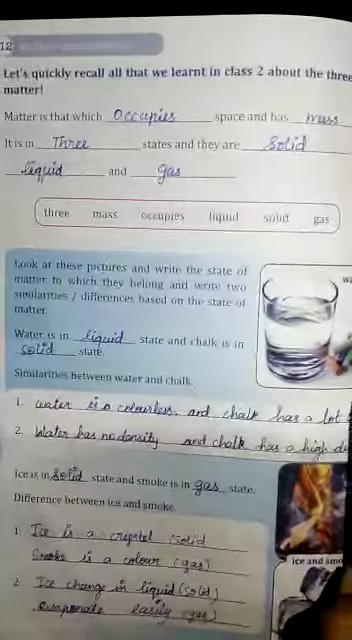 12
Let's quickly recall all that we learnt in class 2 about the three
matter!
Matter is that which occupies space and has mass
It is in Three states and they are Solid
liquid and gas
three mass occupies liquid solid gas
Look at these pictures and write the state of
matter to which they belong and write two
similarities / differences based on the state of
matter.
Water is in liquid state and chalk is in
solid state.
Similarities between water and chalk.
1. water is a colourless, and chalk has a lot
2. Water has no density and chalk has a high
Ice is in Solid state and smoke is in gas state.
Difference between ice and smoke.
1. Ice is a crystel (solid
Smoke is a colour (gas)
2. Ice change in liquid (solid)
easily (gas)
ice and smo